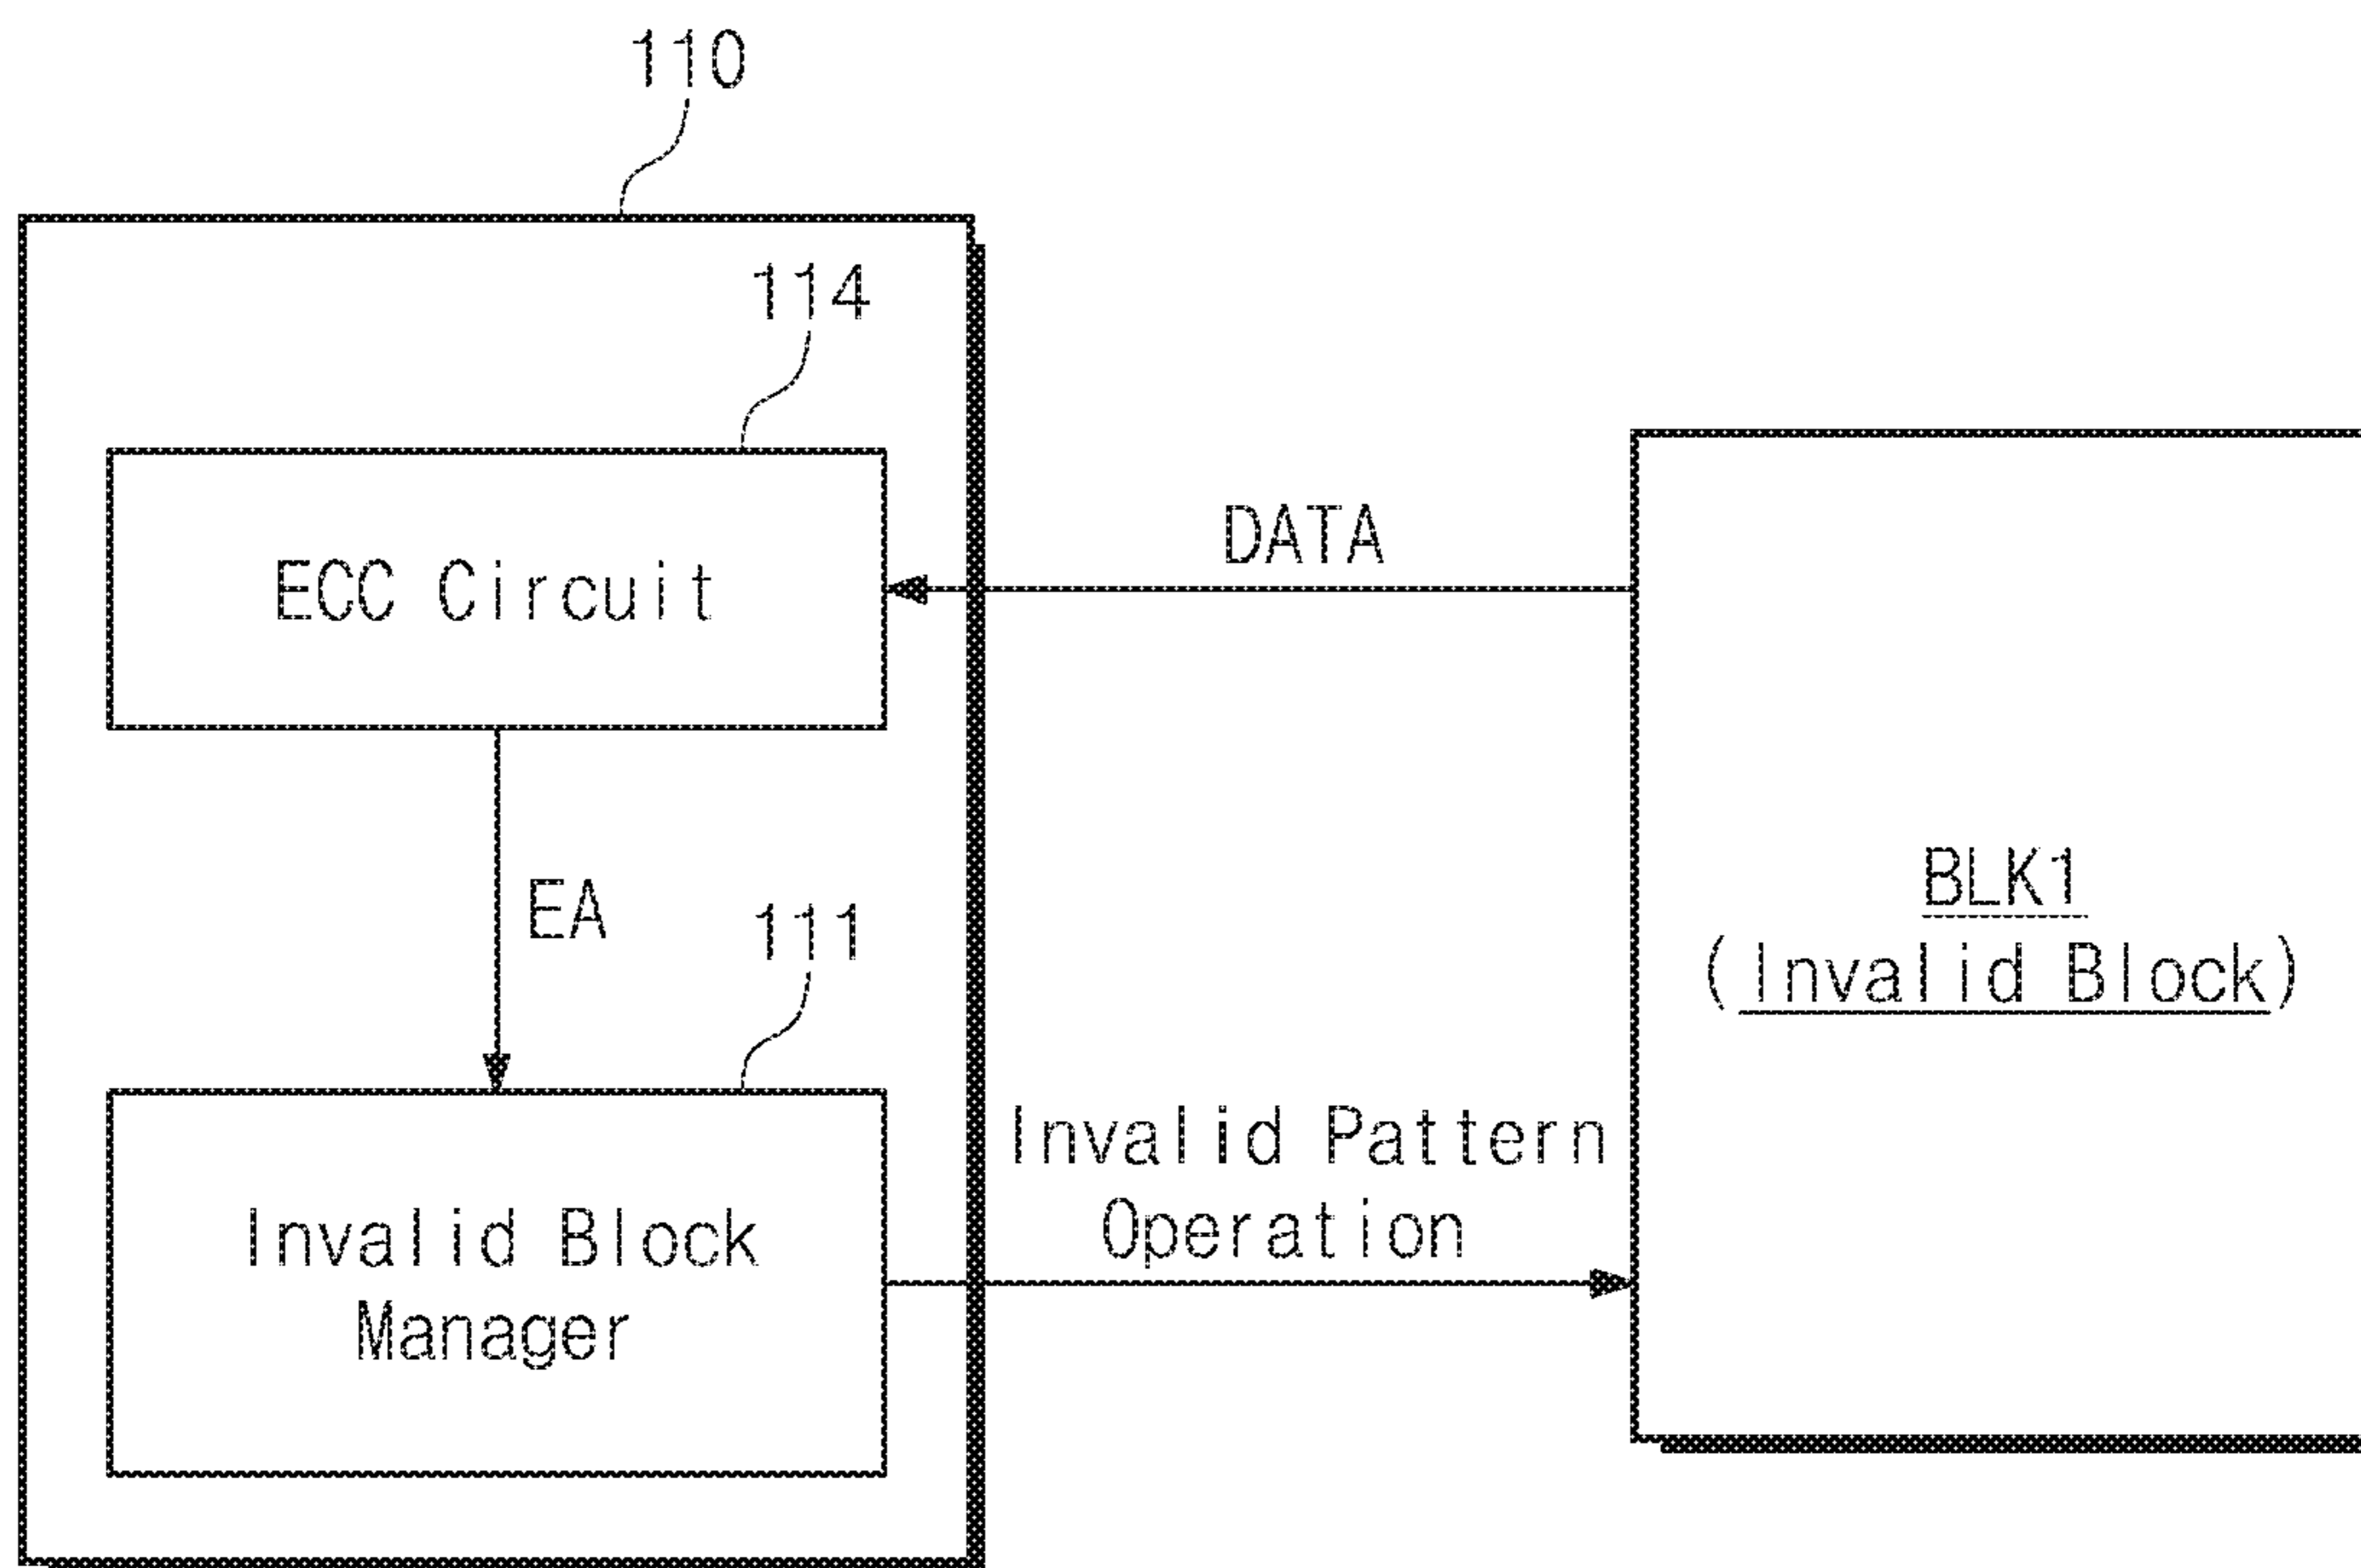 110
114
ECC Circuit
DATA
EA
111
BLK1
(Invalid Block)
Invalid Pattern
Operation
Invalid Block
Manager